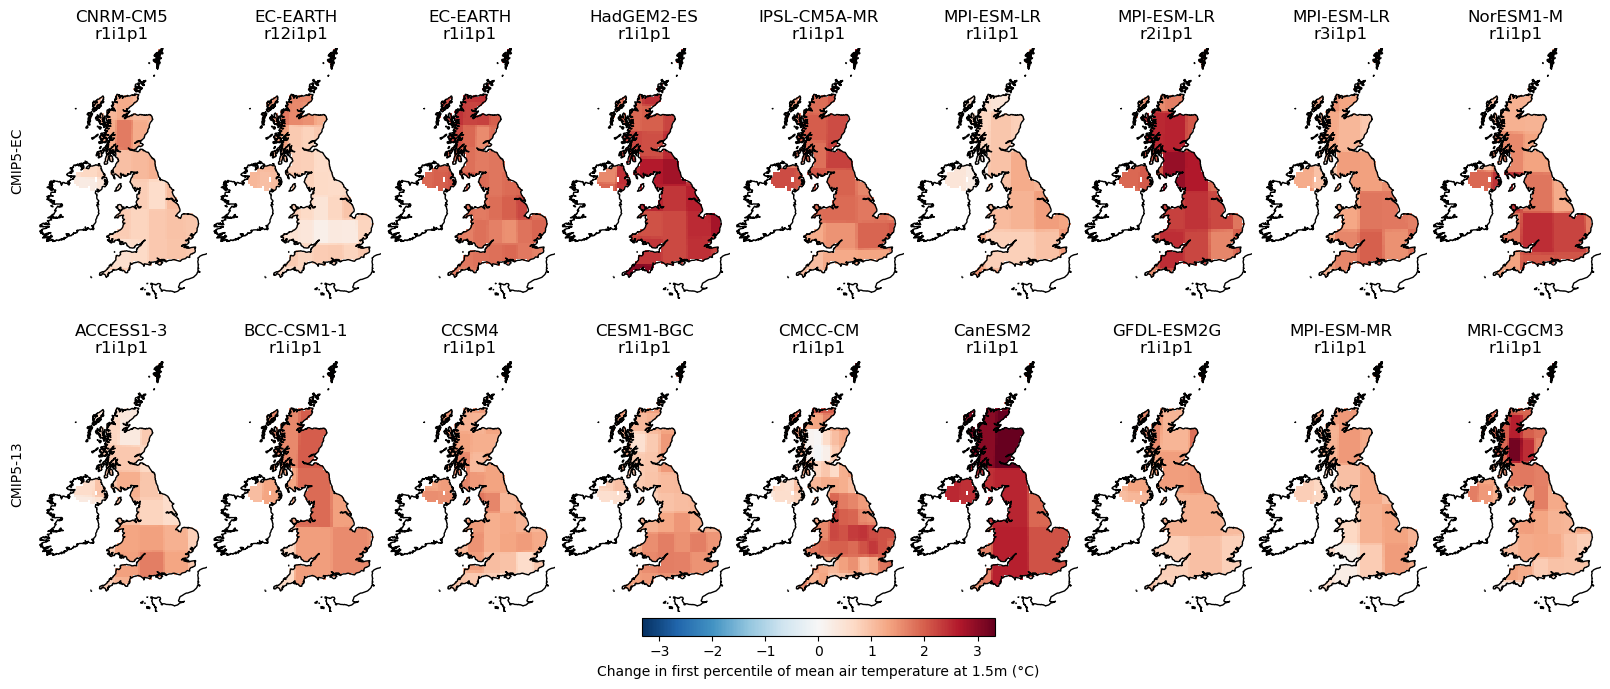 CNRM-CM5
r1i1p1
EC-EARTH
r12i1p1
EC-EARTH
r1i1p1
HadGEM2-ES
r1i1p1
IPSL-CM5A-MR
r1i1p1
MPI-ESM-LR
r1i1p1
MPI-ESM-LR
r2i1p1
MPI-ESM-LR
r3i1p1
NorESM1-M
r1i1p1
CMIP5-EC
ACCESS1-3
r1i1p1
BCC-CSM1-1
r1i1p1
CCSM4
r1i1p1
CESM1-BGC
r1i1p1
CMCC-CM
r1i1p1
CanESM2
r1i1p1
GFDL-ESM2G
r1i1p1
MPI-ESM-MR
r1i1p1
MRI-CGCM3
r1i1p1
CMIP5-13
−3 −2 −1 0 1 2 3
Change in first percentile of mean air temperature at 1.5m (°C)